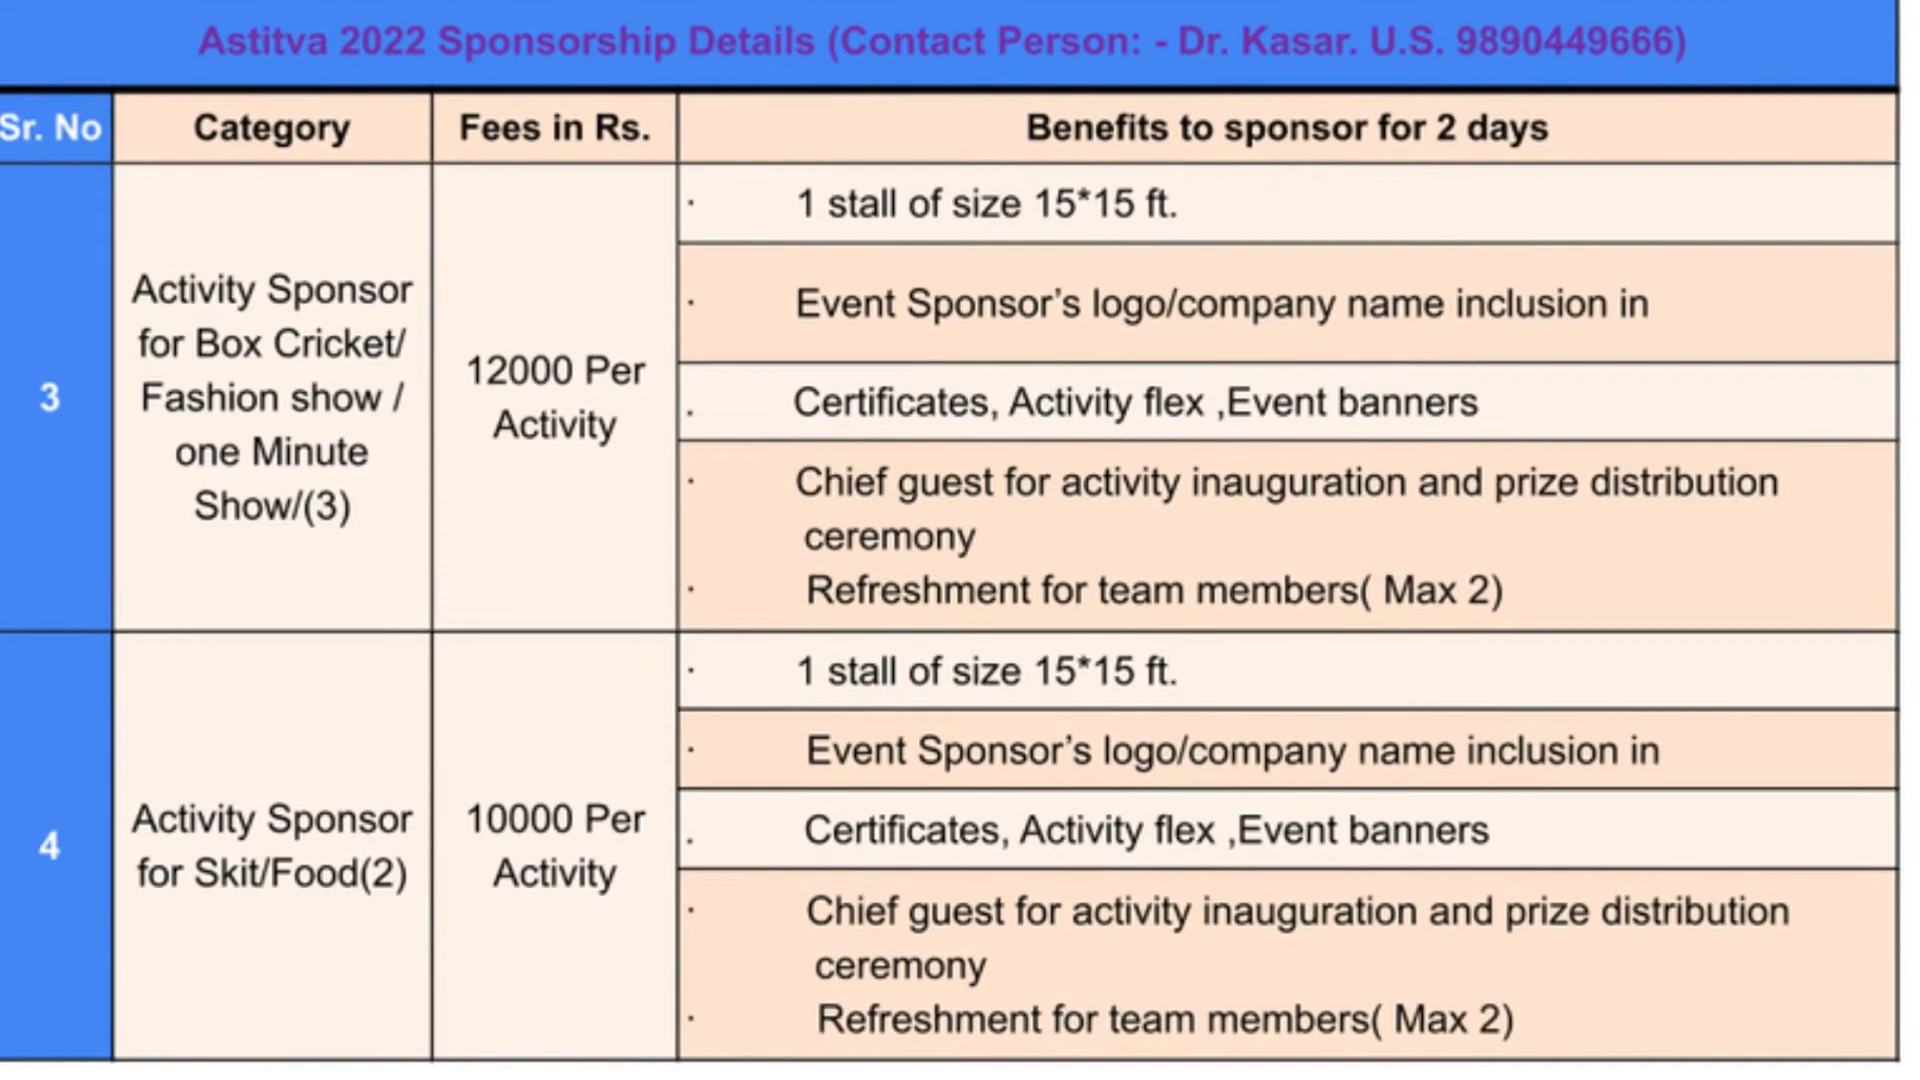 Astitva 2022 Sponsorship Details (Contact Person: - Dr. Kasar. U.S. 9890449666)
Sr. No Category Fees in Rs. Benefits to sponsor for 2 days
3
Activity Sponsor
for Box Cricket/
Fashion show /
one Minute
Show/(3)
12000 Per
Activity
· 1 stall of size 15*15 ft.
· Event Sponsor’s logo/company name inclusion in
. Certificates, Activity flex ,Event banners
· Chief guest for activity inauguration and prize distribution
ceremony
· Refreshment for team members( Max 2)
4
Activity Sponsor
for Skit/Food(2)
10000 Per
Activity
· 1 stall of size 15*15 ft.
· Event Sponsor’s logo/company name inclusion in
. Certificates, Activity flex ,Event banners
· Chief guest for activity inauguration and prize distribution
ceremony
· Refreshment for team members( Max 2)